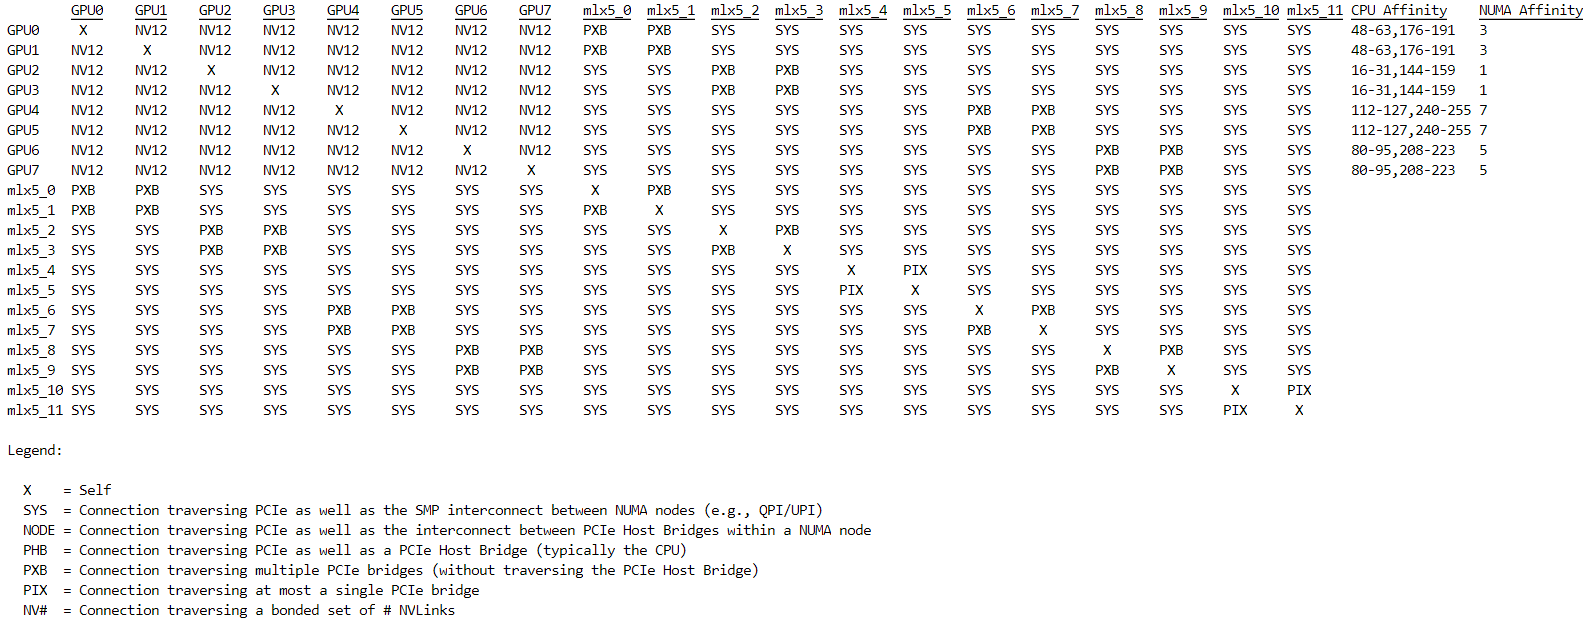 GPU0 GPU1 GPU2 GPU3 GPU4 GPU5 GPU6 GPU7 mlx5_0 mlx5_1 mlx5_2 mlx5_3 mlx5_4 mlx5_5 mlx5_6 mlx5_7 mlx5_8 mlx5_9 mlx5_10 mlx5_11 CPU Affinity NUMA Affinity
GPU0 X NV12 NV12 NV12 NV12 NV12 NV12 NV12 PXB PXB SYS SYS SYS SYS SYS SYS SYS SYS SYS SYS 48-63,176-191 3
GPU1 NV12 X NV12 NV12 NV12 NV12 NV12 NV12 PXB PXB SYS SYS SYS SYS SYS SYS SYS SYS SYS SYS 48-63,176-191 3
GPU2 NV12 NV12 X NV12 NV12 NV12 NV12 NV12 SYS SYS PXB PXB SYS SYS SYS SYS SYS SYS SYS SYS 16-31,144-159 1
GPU3 NV12 NV12 NV12 X NV12 NV12 NV12 NV12 SYS SYS PXB PXB SYS SYS SYS SYS SYS SYS SYS SYS 16-31,144-159 1
GPU4 NV12 NV12 NV12 NV12 X NV12 NV12 NV12 SYS SYS SYS SYS SYS SYS PXB PXB SYS SYS SYS SYS 112-127,240-255 7
GPU5 NV12 NV12 NV12 NV12 NV12 X NV12 NV12 SYS SYS SYS SYS SYS SYS PXB PXB SYS SYS SYS SYS 112-127,240-255 7
GPU6 NV12 NV12 NV12 NV12 NV12 NV12 X NV12 SYS SYS SYS SYS SYS SYS SYS SYS PXB PXB SYS SYS 80-95,208-223 5
GPU7 NV12 NV12 NV12 NV12 NV12 NV12 NV12 X SYS SYS SYS SYS SYS SYS SYS SYS PXB PXB SYS SYS 80-95,208-223 5
mlx5_0 PXB PXB SYS SYS SYS SYS SYS SYS X PXB SYS SYS SYS SYS SYS SYS SYS SYS SYS SYS
mlx5_1 PXB PXB SYS SYS SYS SYS SYS SYS PXB X SYS SYS SYS SYS SYS SYS SYS SYS SYS SYS
mlx5_2 SYS SYS PXB PXB SYS SYS SYS SYS SYS SYS X PXB SYS SYS SYS SYS SYS SYS SYS SYS
mlx5_3 SYS SYS PXB PXB SYS SYS SYS SYS SYS SYS PXB X SYS SYS SYS SYS SYS SYS SYS SYS
mlx5_4 SYS SYS SYS SYS SYS SYS SYS SYS SYS SYS SYS SYS X PIX SYS SYS SYS SYS SYS SYS
mlx5_5 SYS SYS SYS SYS SYS SYS SYS SYS SYS SYS SYS SYS PIX X SYS SYS SYS SYS SYS SYS
mlx5_6 SYS SYS SYS SYS PXB PXB SYS SYS SYS SYS SYS SYS SYS SYS X PXB SYS SYS SYS SYS
mlx5_7 SYS SYS SYS SYS PXB PXB SYS SYS SYS SYS SYS SYS SYS SYS PXB X SYS SYS SYS SYS
mlx5_8 SYS SYS SYS SYS SYS SYS PXB PXB SYS SYS SYS SYS SYS SYS SYS SYS X PXB SYS SYS
mlx5_9 SYS SYS SYS SYS SYS SYS PXB PXB SYS SYS SYS SYS SYS SYS SYS SYS PXB X SYS SYS
mlx5_10 SYS SYS SYS SYS SYS SYS SYS SYS SYS SYS SYS SYS SYS SYS SYS SYS SYS SYS X PIX
mlx5_11 SYS SYS SYS SYS SYS SYS SYS SYS SYS SYS SYS SYS SYS SYS SYS SYS SYS SYS PIX X
Legend:
X = Self
SYS = Connection traversing PCIe as well as the SMP interconnect between NUMA nodes (e.g., QPI/UPI)
NODE = Connection traversing PCIe as well as the interconnect between PCIe Host Bridges within a NUMA node
PHB = Connection traversing PCIe as well as a PCIe Host Bridge (typically the CPU)
PXB = Connection traversing multiple PCIe bridges (without traversing the PCIe Host Bridge)
PIX = Connection traversing at most a single PCIe bridge
NV# = Connection traversing a bonded set of # NVLinks